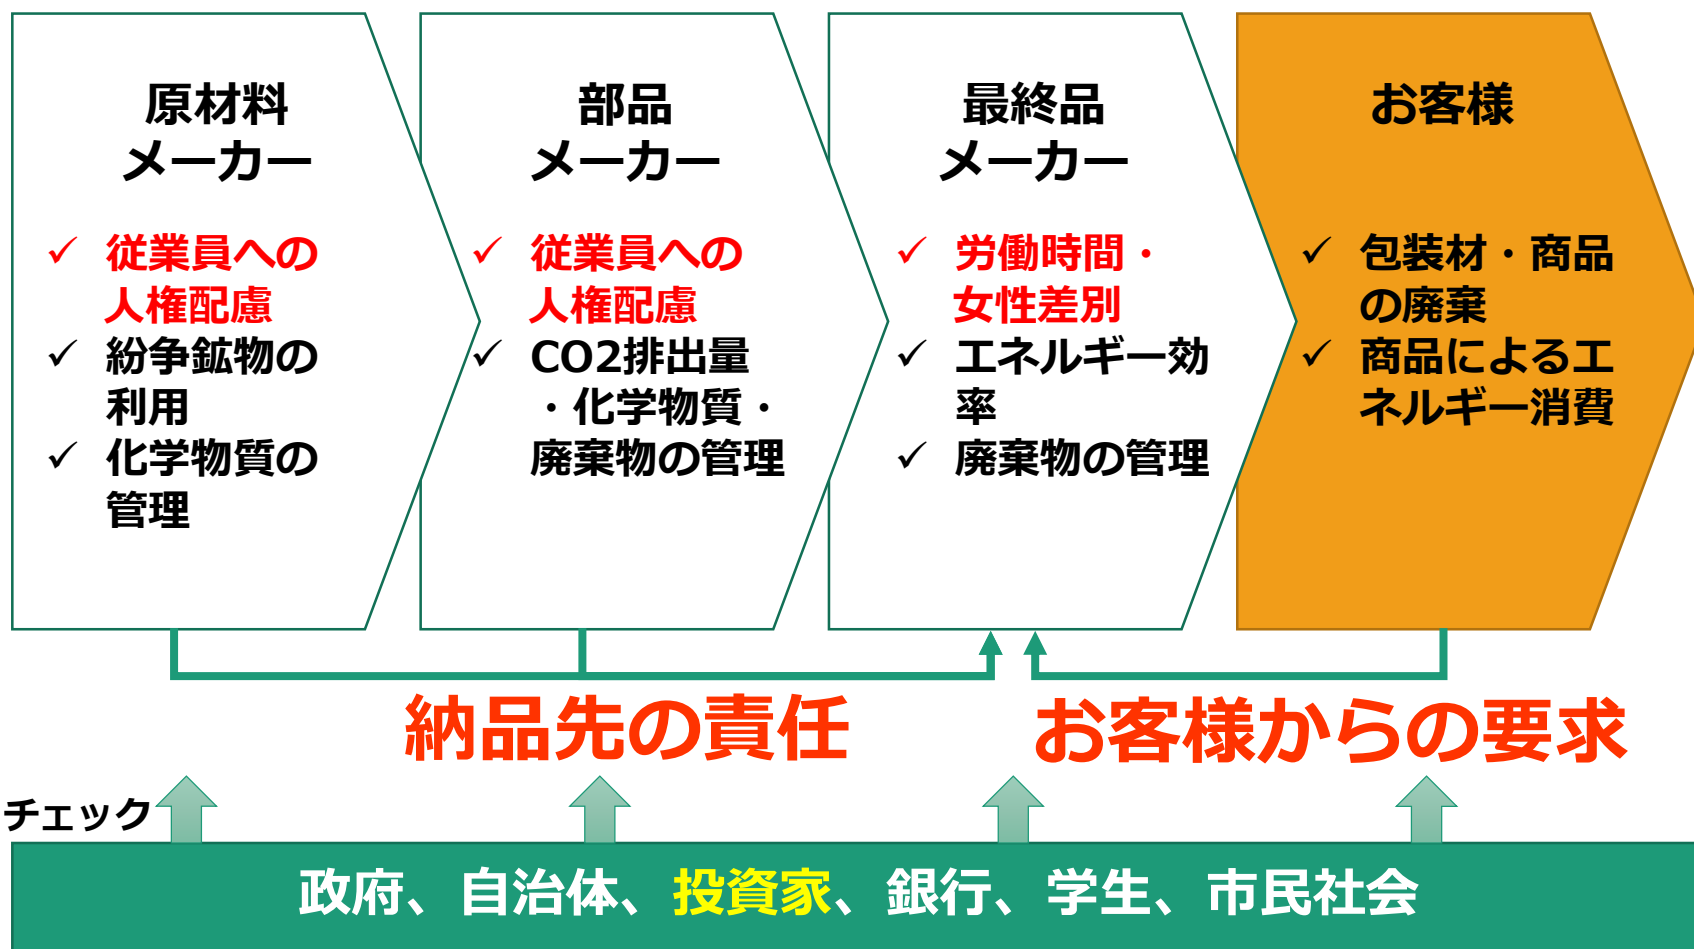 原材料
メーカー
✓ 従業員への
人権配慮
✓ 紛争鉱物の
利用
✓ 化学物質の
管理
部品
メーカー
✓ 従業員への
人権配慮
✓ CO2排出量
・化学物質・
廃棄物の管理
最終品
メーカー
✓ 労働時間・
女性差別
✓ エネルギー効
率
✓ 廃棄物の管理
お客様
✓ 包装材・商品
の廃棄
✓ 商品によるエ
ネルギー消費
納品先の責任
お客様からの要求
チェック
政府、自治体、投資家、銀行、学生、市民社会